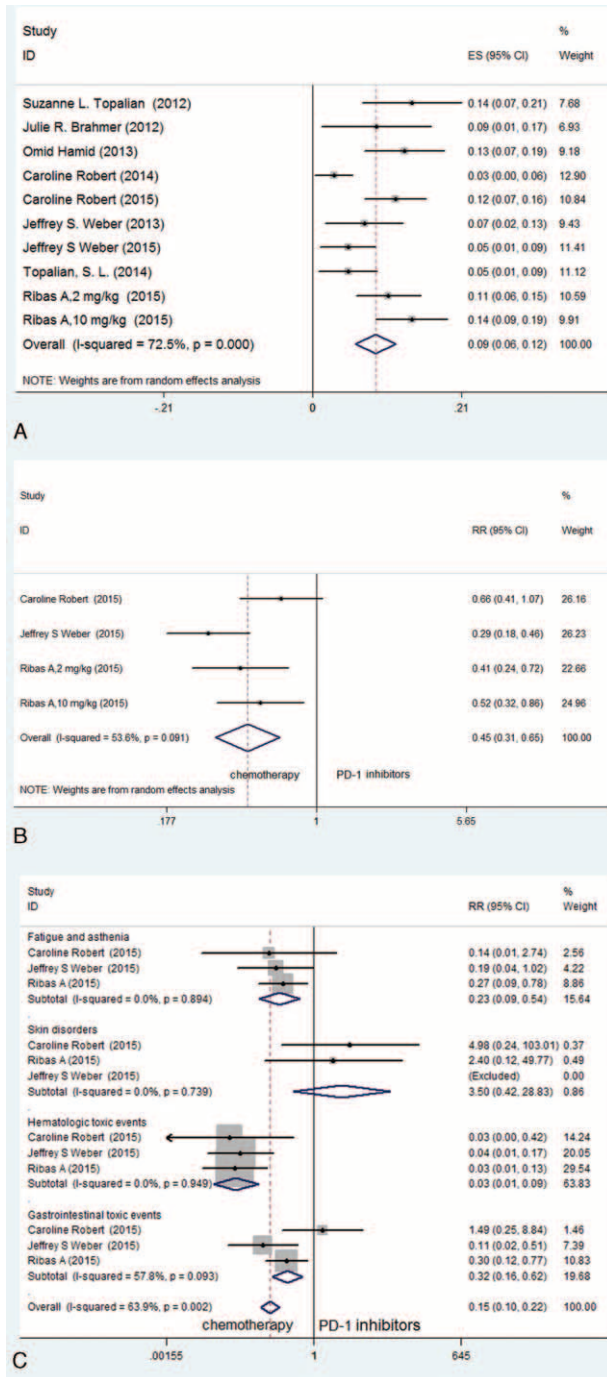 Study %
ID ES (95% CI) Weight
Suzanne L. Topalian (2012) 0.14 (0.07, 0.21) 7.68
Julie R. Brahmer (2012) 0.09 (0.01, 0.17) 6.93
Omid Hamid (2013) 0.13 (0.07, 0.19) 9.18
Caroline Robert (2014) 0.03 (0.00, 0.06) 12.90
Caroline Robert (2015) 0.12 (0.07, 0.16) 10.84
Jeffrey S. Weber (2013) 0.07 (0.02, 0.13) 9.43
Jeffrey S Weber (2015) 0.05 (0.01, 0.09) 11.41
Topalian, S. L. (2014) 0.05 (0.01, 0.09) 11.12
Ribas A,2 mg/kg (2015) 0.11 (0.06, 0.15) 10.59
Ribas A,10 mg/kg (2015) 0.14 (0.09, 0.19) 9.91
Overall (I-squared = 72.5%, p = 0.000) 0.09 (0.06, 0.12) 100.00
NOTE: Weights are from random effects analysis
-.21 0 .21
A
Study %
ID RR (95% CI) Weight
Caroline Robert (2015) 0.66 (0.41, 1.07) 26.16
Jeffrey S Weber (2015) 0.29 (0.18, 0.46) 26.23
Ribas A,2 mg/kg (2015) 0.41 (0.24, 0.72) 22.66
Ribas A,10 mg/kg (2015) 0.52 (0.32, 0.86) 24.96
Overall (I-squared = 53.6%, p = 0.091) 0.45 (0.31, 0.65) 100.00
chemotherapy PD-1 inhibitors
NOTE: Weights are from random effects analysis
.177 1 5.65
B
Study %
ID RR (95% CI) Weight
Fatigue and asthenia
Caroline Robert (2015) 0.14 (0.01, 2.74) 2.56
Jeffrey S Weber (2015) 0.19 (0.04, 1.02) 4.22
Ribas A (2015) 0.27 (0.09, 0.78) 8.86
Subtotal (I-squared = 0.0%, p = 0.894) 0.23 (0.09, 0.54) 15.64
.
Skin disorders
Caroline Robert (2015) 4.98 (0.24, 103.01) 0.37
Ribas A (2015) 2.40 (0.12, 49.77) 0.49
Jeffrey S Weber (2015) (Excluded) 0.00
Subtotal (I-squared = 0.0%, p = 0.739) 3.50 (0.42, 28.83) 0.86
.
Hematologic toxic events
Caroline Robert (2015) 0.03 (0.00, 0.42) 14.24
Jeffrey S Weber (2015) 0.04 (0.01, 0.17) 20.05
Ribas A (2015) 0.03 (0.01, 0.13) 29.54
Subtotal (I-squared = 0.0%, p = 0.949) 0.03 (0.01, 0.09) 63.83
.
Gastrointestinal toxic events
Caroline Robert (2015) 1.49 (0.25, 8.84) 1.46
Jeffrey S Weber (2015) 0.11 (0.02, 0.51) 7.39
Ribas A (2015) 0.30 (0.12, 0.77) 10.83
Subtotal (I-squared = 57.8%, p = 0.093) 0.32 (0.16, 0.62) 19.68
.
Overall (I-squared = 63.9%, p = 0.002) 0.15 (0.10, 0.22) 100.00
chemotherapy PD-1 inhibitors
.00155 1 645
C